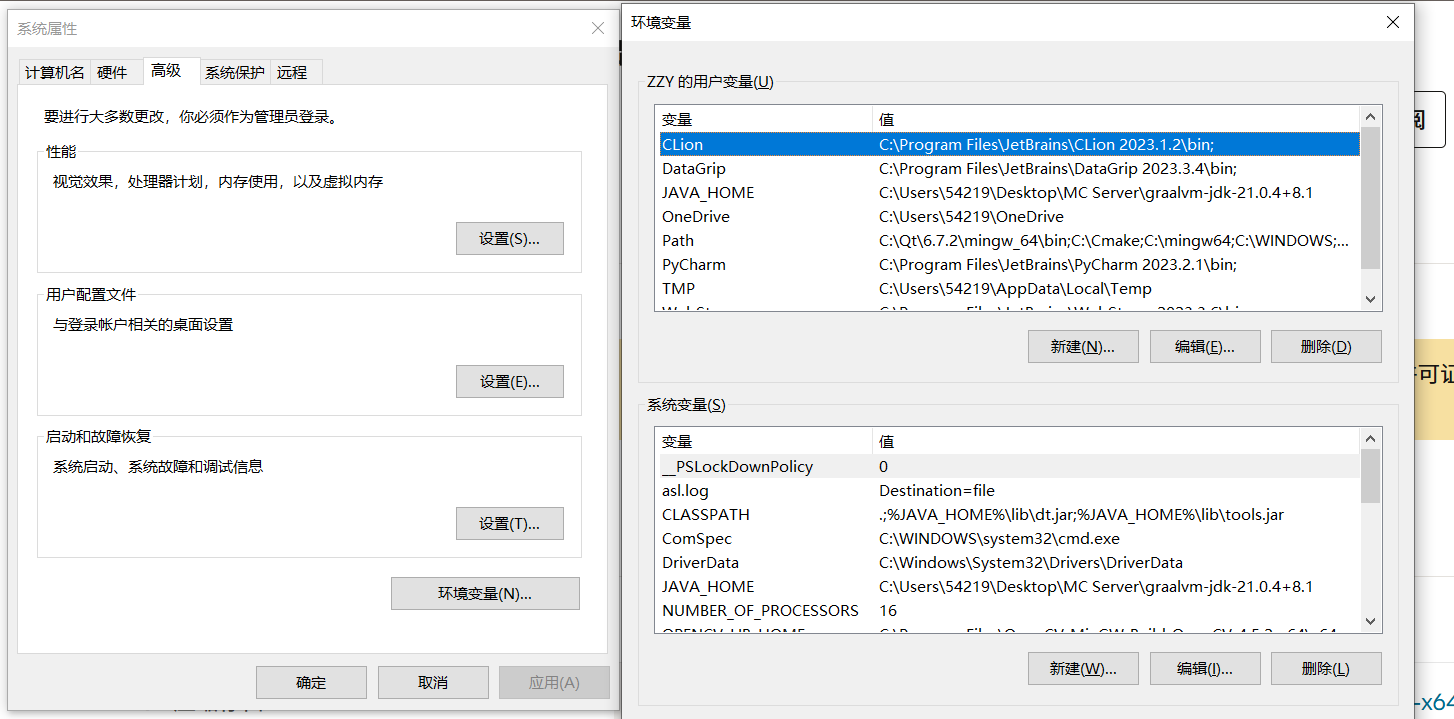 系统属性
计算机名 硬件 高级 系统保护 远程
要进行大多数更改，你必须作为管理员登录。
性能
视觉效果，处理器计划，内存使用，以及虚拟内存
设置(S)...
用户配置文件
与登录帐户相关的桌面设置
设置(E)...
启动和故障恢复
系统启动、系统故障和调试信息
设置(T)...
环境变量(N)...
确定 取消 应用(A)
环境变量
ZZY 的用户变量(U)
变量 值
CLion C:\Program Files\JetBrains\CLion 2023.1.2\bin;
DataGrip C:\Program Files\JetBrains\DataGrip 2023.3.4\bin;
JAVA_HOME C:\Users\54219\Desktop\MC Server\graalvm-jdk-21.0.4+8.1
OneDrive C:\Users\54219\OneDrive
Path C:\Qt\6.7.2\mingw_64\bin;C:\Cmake;C:\mingw64;C:\WINDOWS;...
PyCharm C:\Program Files\JetBrains\PyCharm 2023.2.1\bin;
TMP C:\Users\54219\AppData\Local\Temp
新建(N)... 编辑(E)... 删除(D)
系统变量(S)
变量 值
__PSLockDownPolicy 0
asl.log Destination=file
CLASSPATH .;%JAVA_HOME%\lib\dt.jar;%JAVA_HOME%\lib\tools.jar
ComSpec C:\WINDOWS\system32\cmd.exe
DriverData C:\Windows\System32\Drivers\DriverData
JAVA_HOME C:\Users\54219\Desktop\MC Server\graalvm-jdk-21.0.4+8.1
NUMBER_OF_PROCESSORS 16
新建(W)... 编辑(I)... 删除(L)
可证
-x64